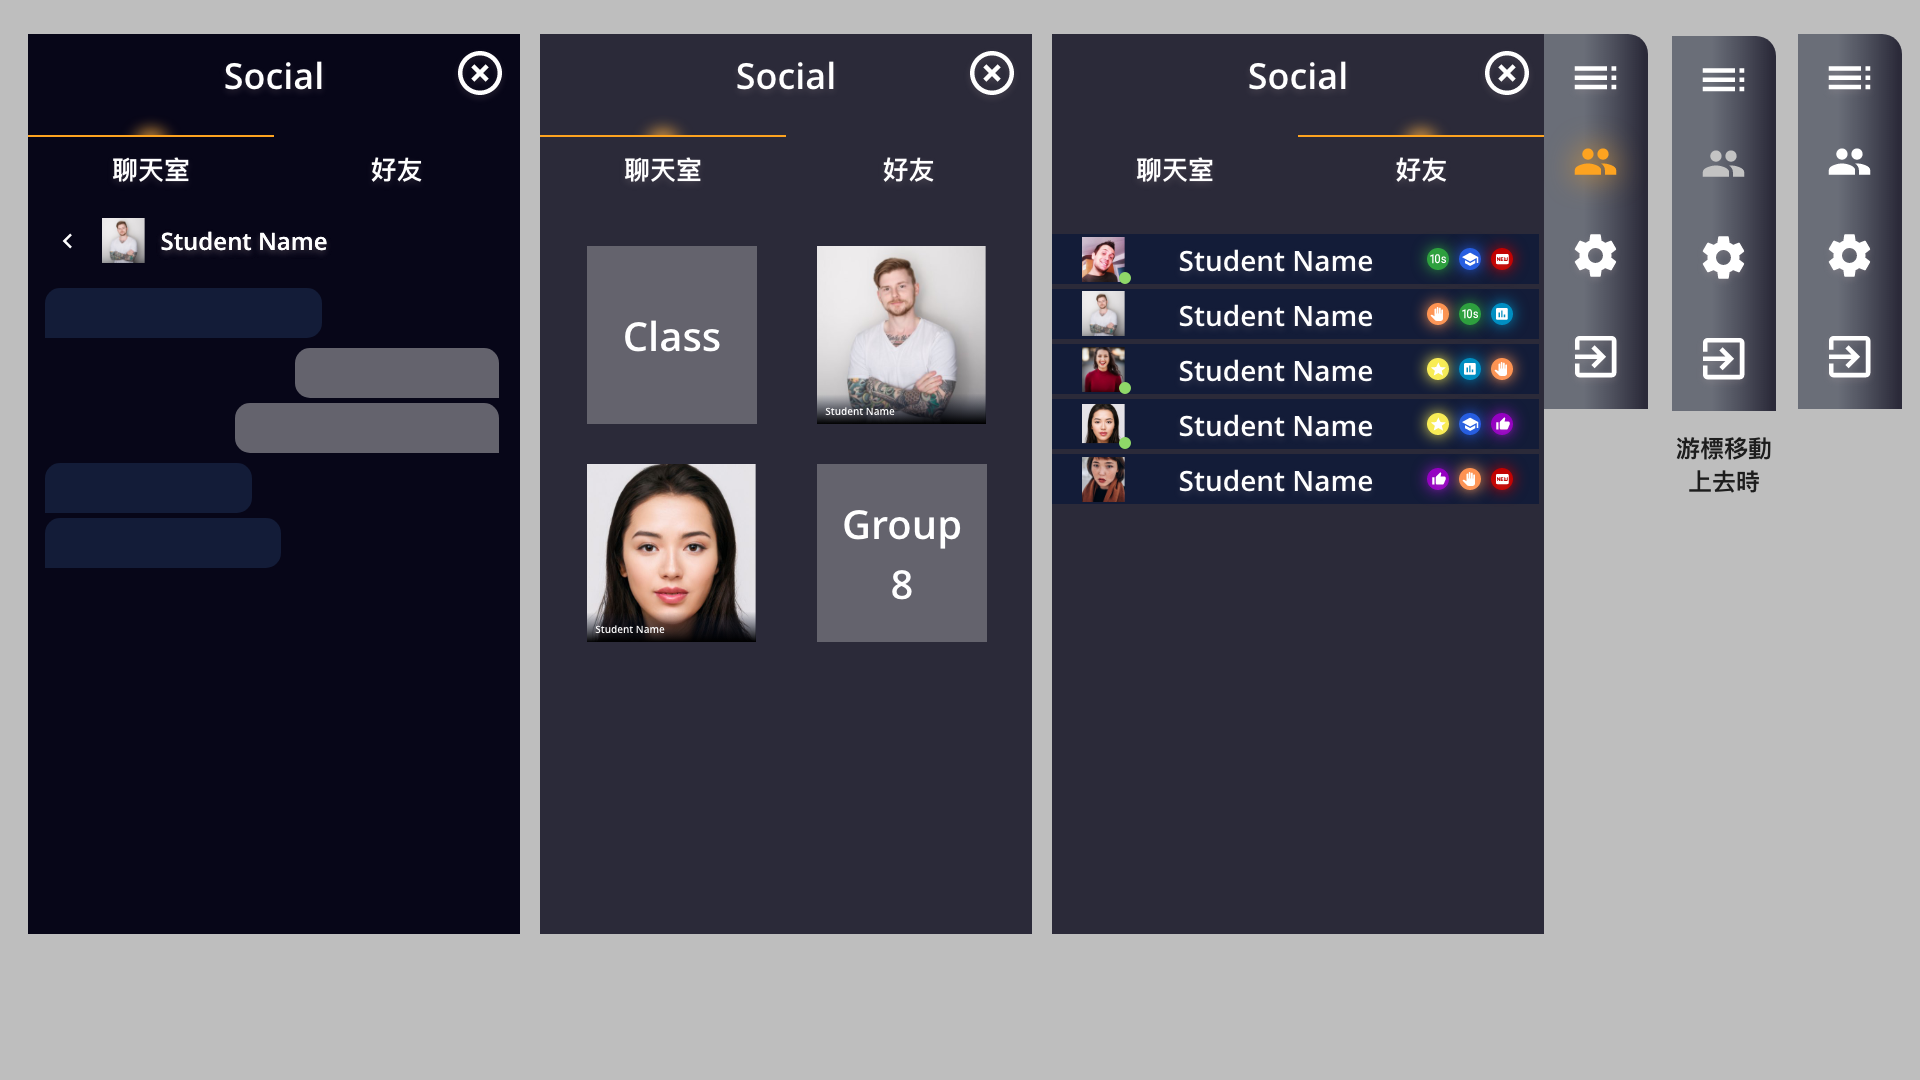 Social
聊天室
好友
Student Name
Social
聊天室
好友
Class
Student Name
Student Name
Group
8
Social
聊天室
好友
Student Name
10s
NEW
Student Name
10s
Student Name
Student Name
Student Name
NEW
游標移動
上去時